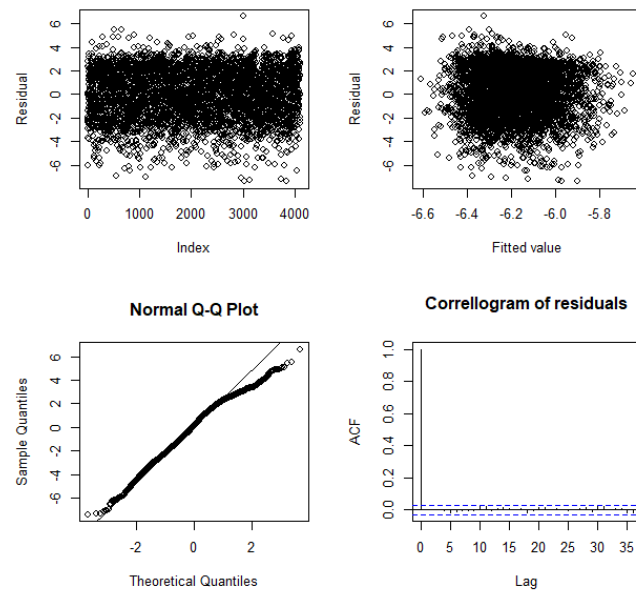 6
4
2
0
-2
-4
-6
Residual
0 1000 2000 3000 4000
Index
6
4
2
0
-2
-4
-6
Residual
-6.6 -6.4 -6.2 -6.0 -5.8
Fitted value
Normal Q-Q Plot
6
4
2
0
-2
-4
-6
Sample Quantiles
-2 0 2
Theoretical Quantiles
Correllogram of residuals
1.0
0.8
0.6
0.4
0.2
0.0
ACF
0 5 10 15 20 25 30 35
Lag